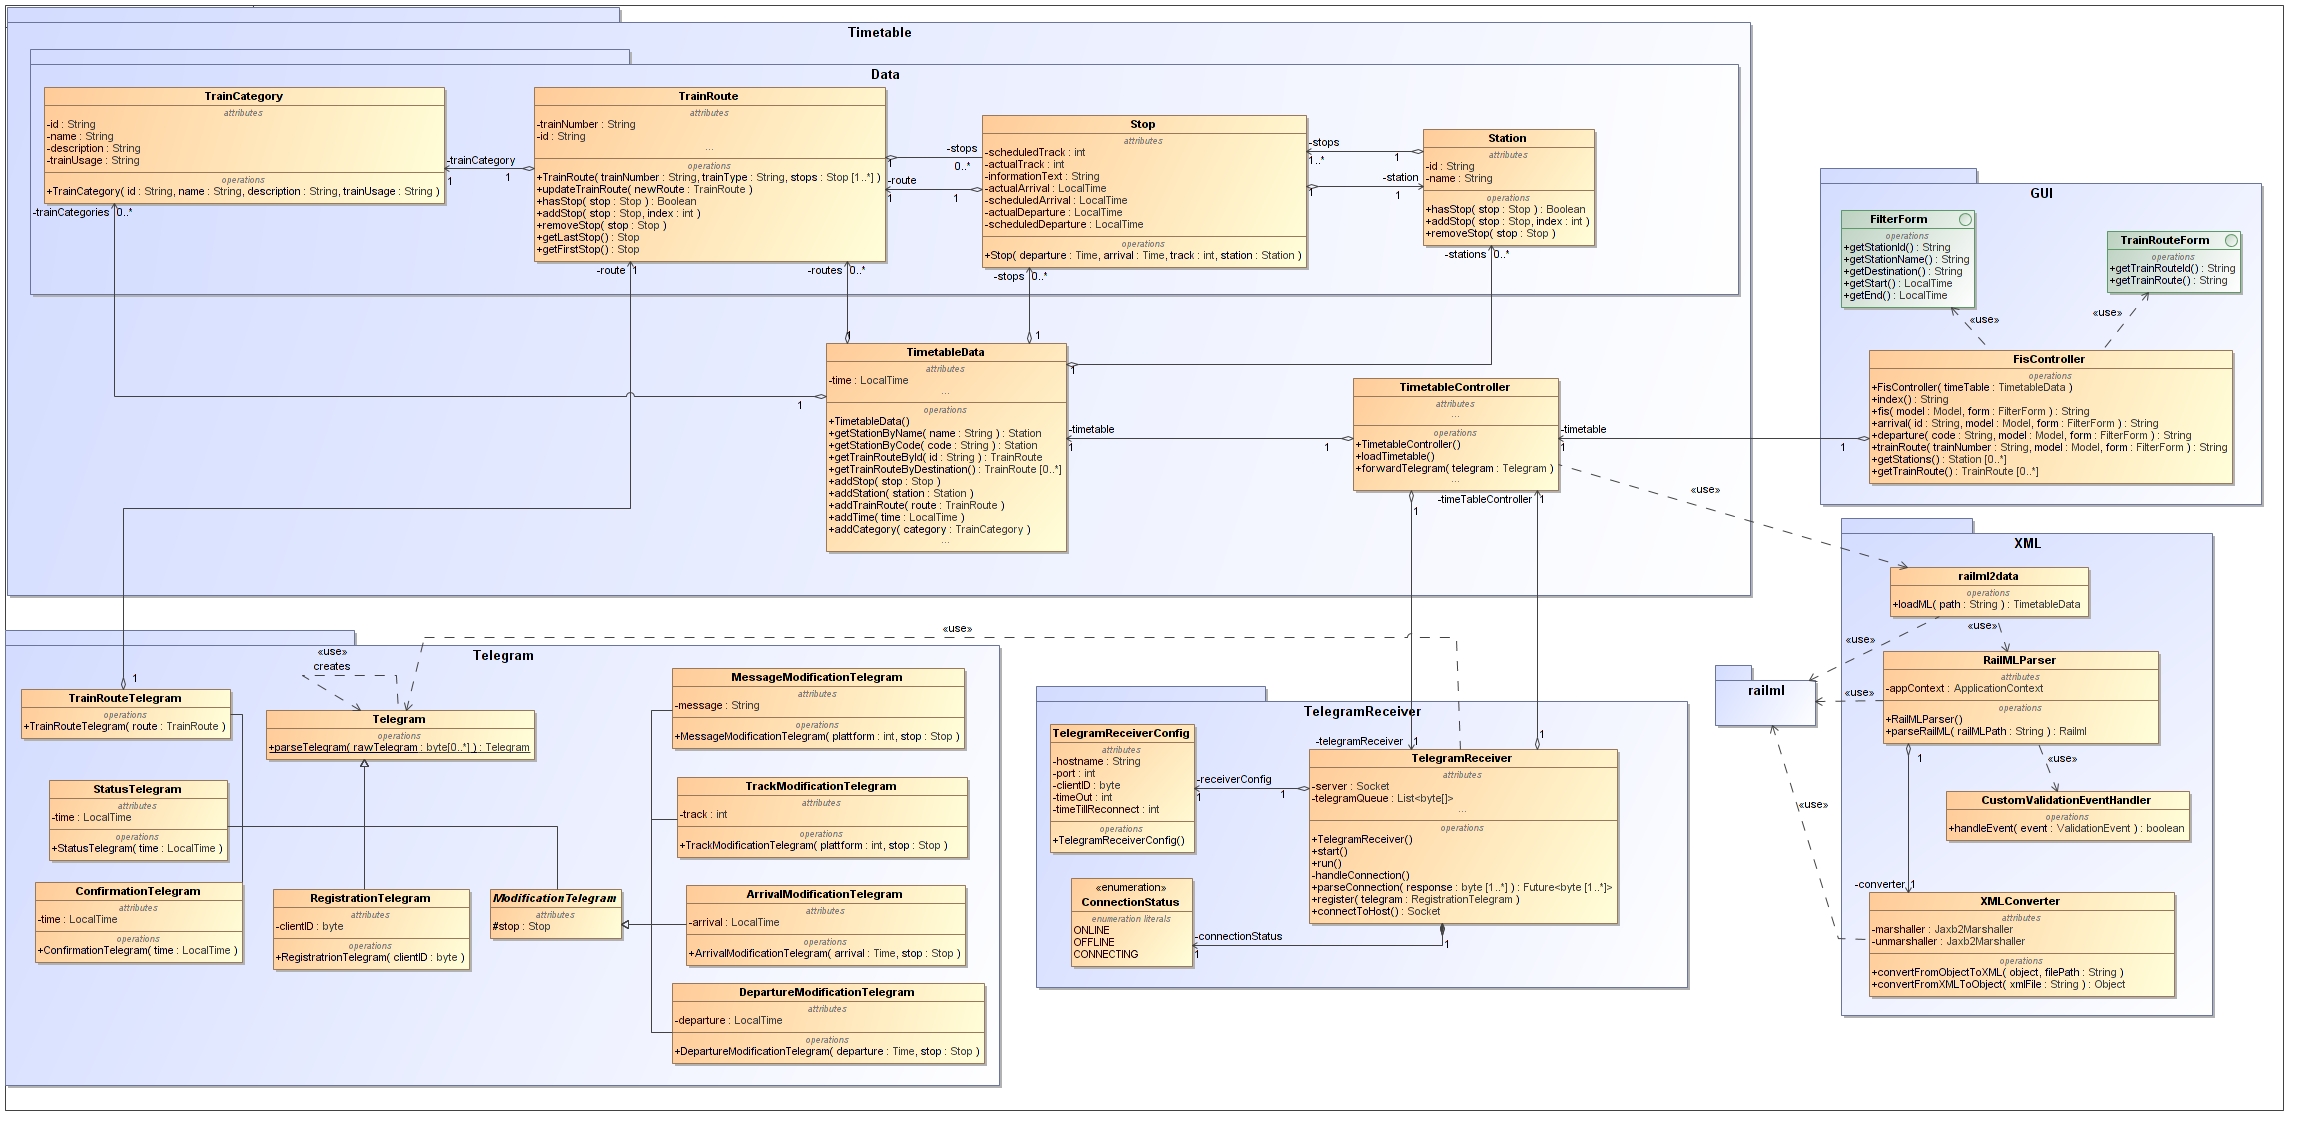 Timetable
Data
TrainCategory
attributes
-id : String
-name : String
-description : String
-trainUsage : String
operations
+TrainCategory( id : String, name : String, description : String, trainUsage : String )
-trainCategories 0..*
-trainCategory
1
1
TrainRoute
attributes
-trainNumber : String
-id : String
...
operations
+TrainRoute( trainNumber : String, trainType : String, stops : Stop [1..*] )
+updateTrainRoute( newRoute : TrainRoute )
+hasStop( stop : Stop ) : Boolean
+addStop( stop : Stop, index : int )
+removeStop( stop : Stop )
+getLastStop() : Stop
+getFirstStop() : Stop
-route 1
-routes 0..*
-stops
1
0..*
-route
1
1
Stop
attributes
-scheduledTrack : int
-actualTrack : int
-informationText : String
-actualArrival : LocalTime
-scheduledArrival : LocalTime
-actualDeparture : LocalTime
-scheduledDeparture : LocalTime
operations
+Stop( departure : Time, arrival : Time, track : int, station : Station )
-stops 0..*
-stops
1..*
1
-station
1
1
Station
attributes
-id : String
-name : String
operations
+hasStop( stop : Stop ) : Boolean
+addStop( stop : Stop, index : int )
+removeStop( stop : Stop )
-stations 0..*
1
1
1
1
TimetableData
attributes
-time : LocalTime
...
operations
+TimetableData()
+getStationByName( name : String ) : Station
+getStationByCode( code : String ) : Station
+getTrainRouteById( id : String ) : TrainRoute
+getTrainRouteByDestination() : TrainRoute [0..*]
+addStop( stop : Stop )
+addStation( station : Station )
+addTrainRoute( route : TrainRoute )
+addTime( time : LocalTime )
+addCategory( category : TrainCategory )
...
-timetable
1
1
TimetableController
attributes
...
operations
+TimetableController()
+loadTimetable()
+forwardTelegram( telegram : Telegram )
...
-timeTableController 1
1
-timetable
1
1
«use»
GUI
FilterForm
operations
+getStationId() : String
+getStationName() : String
+getDestination() : String
+getStart() : LocalTime
+getEnd() : LocalTime
TrainRouteForm
operations
+getTrainRouteId() : String
+getTrainRoute() : String
«use»
«use»
FisController
operations
+FisController( timeTable : TimetableData )
+index() : String
+fis( model : Model, form : FilterForm ) : String
+arrival( id : String, model : Model, form : FilterForm ) : String
+departure( code : String, model : Model, form : FilterForm ) : String
+trainRoute( trainNumber : String, model : Model, form : FilterForm ) : String
+getStations() : Station [0..*]
+getTrainRoute() : TrainRoute [0..*]
XML
railml2data
operations
+loadML( path : String ) : TimetableData
«use»
«use»
RailMLParser
attributes
-appContext : ApplicationContext
operations
+RailMLParser()
+parseRailML( railMLPath : String ) : Railml
railml
«use»
«use»
1
«use»
CustomValidationEventHandler
operations
+handleEvent( event : ValidationEvent ) : boolean
-converter 1
XMLConverter
attributes
-marshaller : Jaxb2Marshaller
-unmarshaller : Jaxb2Marshaller
operations
+convertFromObjectToXML( object, filePath : String )
+convertFromXMLToObject( xmlFile : String ) : Object
Telegram
«use»
«use»
creates
1
TrainRouteTelegram
operations
+TrainRouteTelegram( route : TrainRoute )
Telegram
operations
+parseTelegram( rawTelegram : byte[0..*] ) : Telegram
StatusTelegram
attributes
-time : LocalTime
operations
+StatusTelegram( time : LocalTime )
ConfirmationTelegram
attributes
-time : LocalTime
operations
+ConfirmationTelegram( time : LocalTime )
RegistrationTelegram
attributes
-clientID : byte
operations
+RegistrartionTelegram( clientID : byte )
ModificationTelegram
attributes
#stop : Stop
MessageModificationTelegram
attributes
-message : String
operations
+MessageModificationTelegram( plattform : int, stop : Stop )
TrackModificationTelegram
attributes
-track : int
operations
+TrackModificationTelegram( plattform : int, stop : Stop )
ArrivalModificationTelegram
attributes
-arrival : LocalTime
operations
+ArrivalModificationTelegram( arrival : Time, stop : Stop )
DepartureModificationTelegram
attributes
-departure : LocalTime
operations
+DepartureModificationTelegram( departure : Time, stop : Stop )
TelegramReceiver
TelegramReceiverConfig
attributes
-hostname : String
-port : int
-clientID : byte
-timeOut : int
-timeTillReconnect : int
operations
+TelegramReceiverConfig()
-receiverConfig
1
1
-telegramReceiver 1
1
TelegramReceiver
attributes
-server : Socket
-telegramQueue : List<byte[]>
...
operations
+TelegramReceiver()
+start()
+run()
-handleConnection()
+parseConnection( response : byte [1..*] ) : Future<byte [1..*]>
+register( telegram : RegistrationTelegram )
+connectToHost() : Socket
«enumeration»
ConnectionStatus
enumeration literals
ONLINE
OFFLINE
CONNECTING
-connectionStatus
1
1